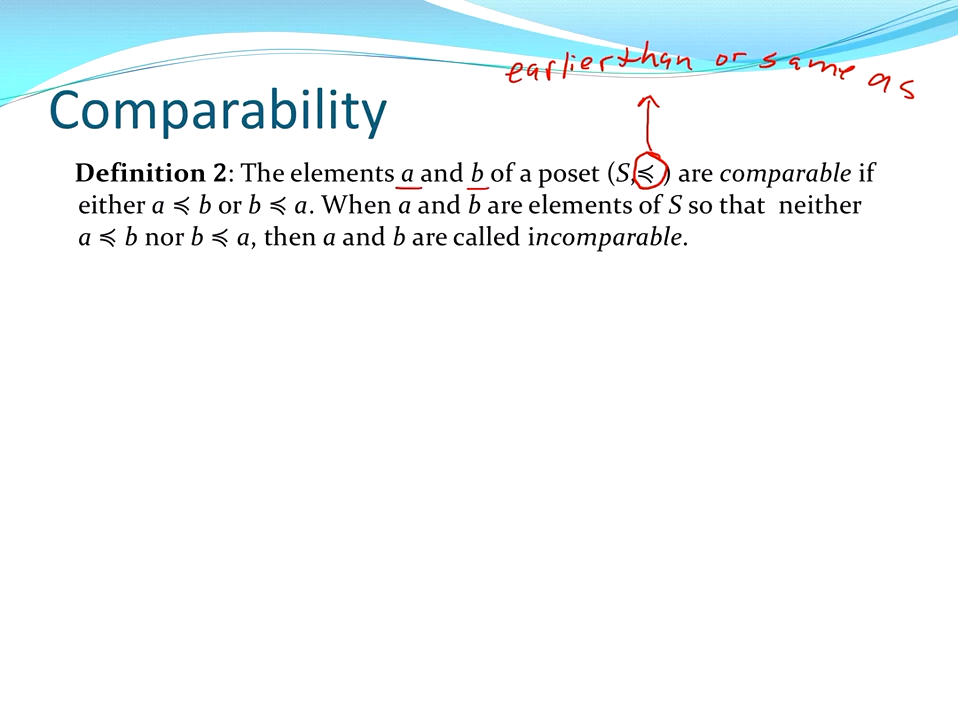 earlier than or same as
Comparability
Definition 2: The elements a and b of a poset (S,≼ ) are comparable if
either a ≼ b or b ≼ a. When a and b are elements of S so that neither
a ≼ b nor b ≼ a, then a and b are called incomparable.